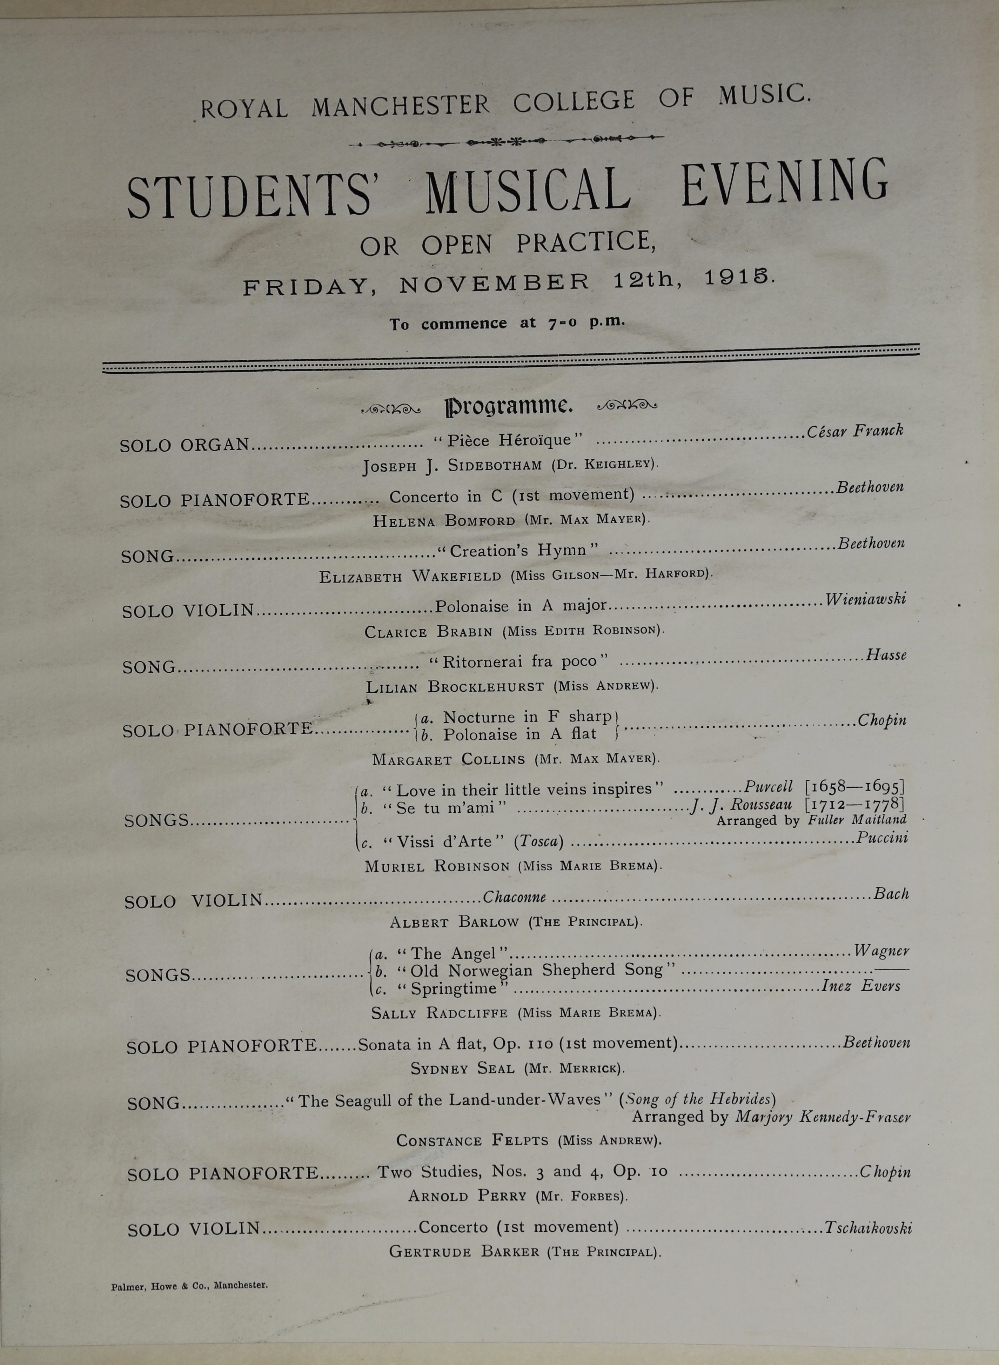 ROYAL MANCHESTER COLLEGE OF MUSIC.
STUDENTS' MUSICAL EVENING
OR OPEN PRACTICE,
FRIDAY, NOVEMBER 12th, 1915.
To commence at 7-0 p.m.
Programme.
SOLO ORGAN........................ "Pièce Héroïque" ..............................César Franck
JOSEPH J. SIDEBOTHAM (DR. KEIGHLEY).
SOLO PIANOFORTE............ Concerto in C (1st movement) ............................Beethoven
HELENA BOMFORD (MR. MAX MAYER).
SONG....................................."Creation's Hymn" ................................Beethoven
ELIZABETH WAKEFIELD (MISS GILSON—MR. HARFORD).
SOLO VIOLIN.........................Polonaise in A major...............................Wieniawski
CLARICE BRABIN (MISS EDITH ROBINSON).
SONG................................... "Ritornerai fra poco" ...................................Hasse
LILIAN BROCKLEHURST (MISS ANDREW).
a. Nocturne in F sharp
SOLO PIANOFORTE.............. ................................Chopin
b. Polonaise in A flat
MARGARET COLLINS (MR. MAX MAYER).
a. "Love in their little veins inspires" ............Purcell [1658—1695]
b. "Se tu m'ami" .............................J. J. Rousseau [1712—1778]
SONGS....................... Arranged by Fuller Maitland
c. "Vissi d'Arte" (Tosca) .........................................Puccini
MURIEL ROBINSON (MISS MARIE BREMA).
SOLO VIOLIN...............................Chaconne ..............................................Bach
ALBERT BARLOW (THE PRINCIPAL).
a. "The Angel"..................................................Wagner
SONGS......................... b. "Old Norwegian Shepherd Song" ............................——
c. "Springtime" .............................................Inez Evers
SALLY RADCLIFFE (MISS MARIE BREMA).
SOLO PIANOFORTE.......Sonata in A flat, Op. 110 (1st movement)........................Beethoven
SYDNEY SEAL (MR. MERRICK).
SONG.................."The Seagull of the Land-under-Waves" (Song of the Hebrides)
Arranged by Marjory Kennedy-Fraser
CONSTANCE FELPTS (MISS ANDREW).
SOLO PIANOFORTE......... Two Studies, Nos. 3 and 4, Op. 10 ..........................Chopin
ARNOLD PERRY (MR. FORBES).
SOLO VIOLIN.......................Concerto (1st movement) .............................Tschaikovski
GERTRUDE BARKER (THE PRINCIPAL).
Palmer, Howe & Co., Manchester.